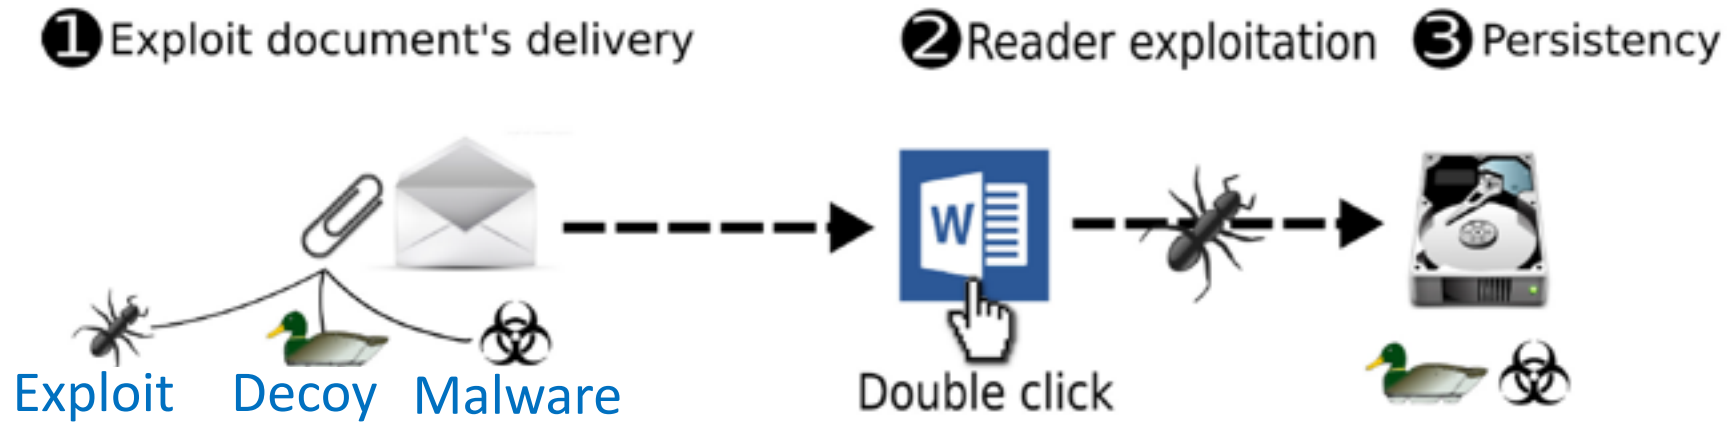 1 Exploit document's delivery
2 Reader exploitation
3 Persistency
W
Exploit
Decoy
Malware
Double click